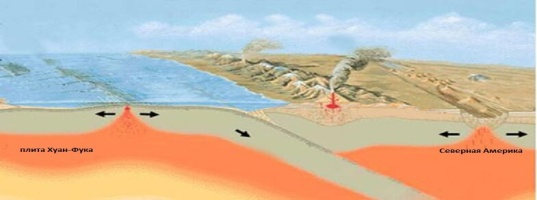 плита Хуан-Фука
Северная Америка